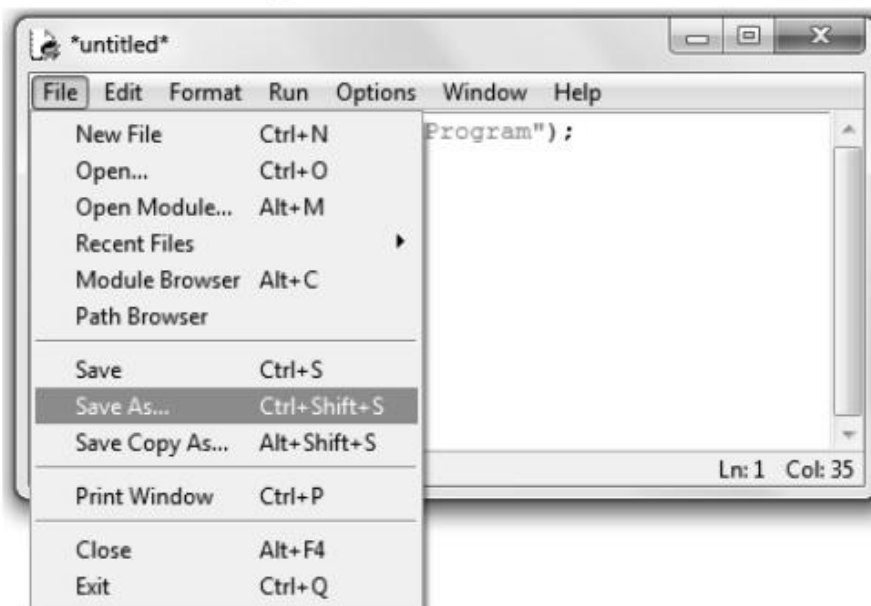 *untitled*
File Edit Format Run Options Window Help
Program");
New File Ctrl+N
Open... Ctrl+O
Open Module... Alt+M
Recent Files
Module Browser Alt+C
Path Browser
Save Ctrl+S
Save As... Ctrl+Shift+S
Save Copy As... Alt+Shift+S
Print Window Ctrl+P
Close Alt+F4
Exit Ctrl+Q
Ln: 1 Col: 35